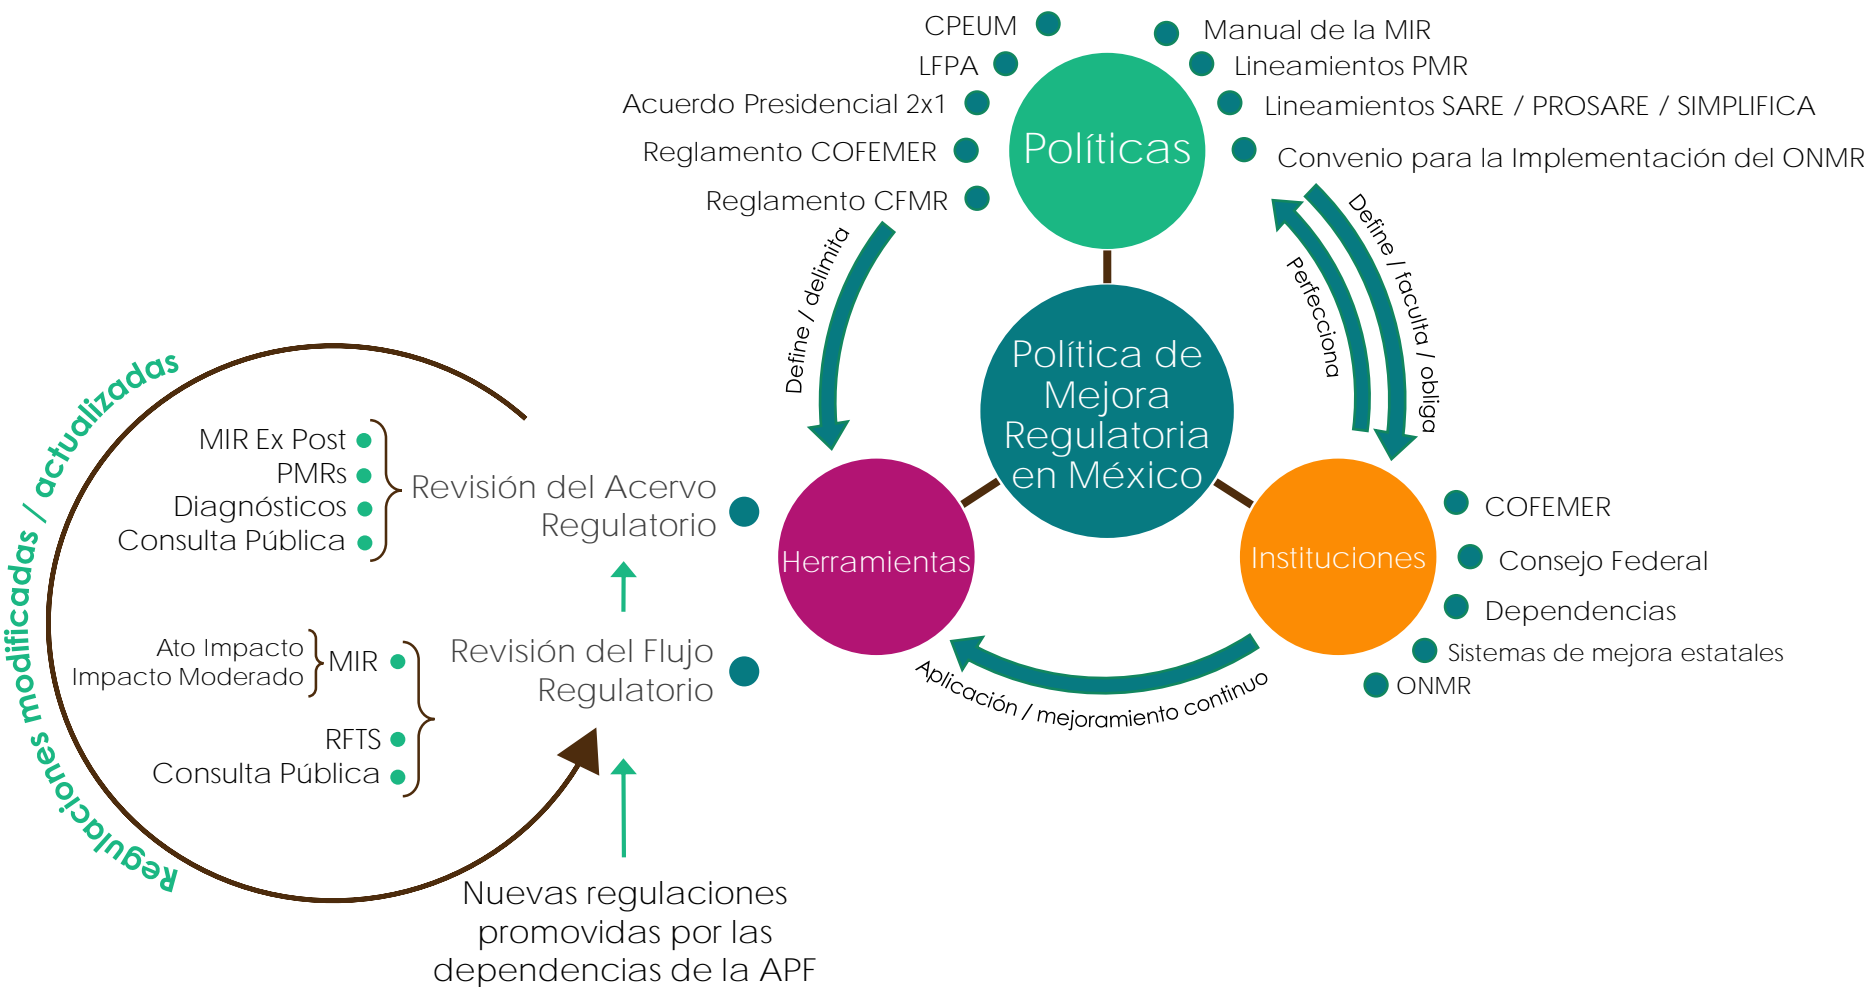 CPEUM
LFPA
Acuerdo Presidencial 2x1
Reglamento COFEMER
Reglamento CFMR
Manual de la MIR
Lineamientos PMR
Lineamientos SARE / PROSARE / SIMPLIFICA
Convenio para la Implementación del ONMR
Políticas
Define / delimita
Perfecciona
Define / faculta / obliga
Política de
Mejora
Regulatoria
en México
Herramientas
Instituciones
COFEMER
Consejo Federal
Dependencias
Sistemas de mejora estatales
ONMR
Aplicación / mejoramiento continuo
Regulaciones modificadas / actualizadas
MIR Ex Post
PMRs
Diagnósticos
Consulta Pública
Revisión del Acervo
Regulatorio
Ato Impacto
Impacto Moderado
MIR
RFTS
Consulta Pública
Revisión del Flujo
Regulatorio
Nuevas regulaciones
promovidas por las
dependencias de la APF